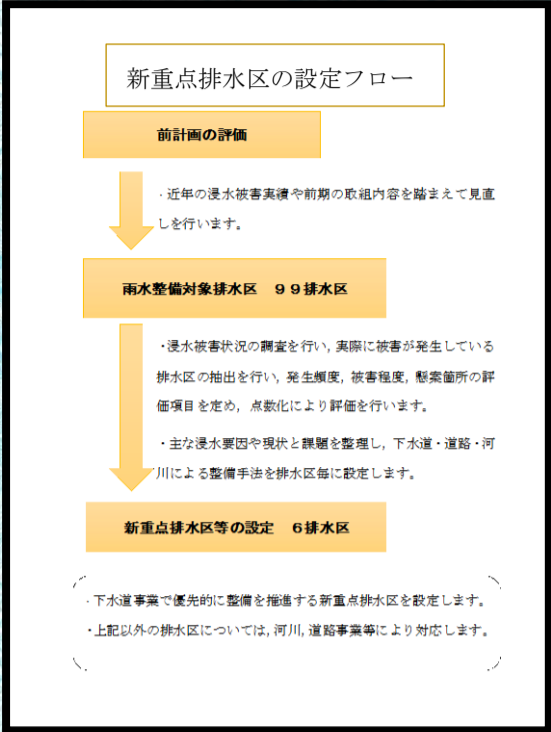 新重点排水区の設定フロー
前計画の評価
・近年の浸水被害実績や前期の取組内容を踏まえて見直
しを行います。
雨水整備対象排水区　９９排水区
・浸水被害状況の調査を行い，実際に被害が発生している
排水区の抽出を行い，発生頻度，被害程度，懸案箇所の評
価項目を定め，点数化により評価を行います。
・主な浸水要因や現状と課題を整理し，下水道・道路・河
川による整備手法を排水区毎に設定します。
新重点排水区等の設定　６排水区
・下水道事業で優先的に整備を推進する新重点排水区を設定します。
・上記以外の排水区については，河川，道路事業等により対応します。